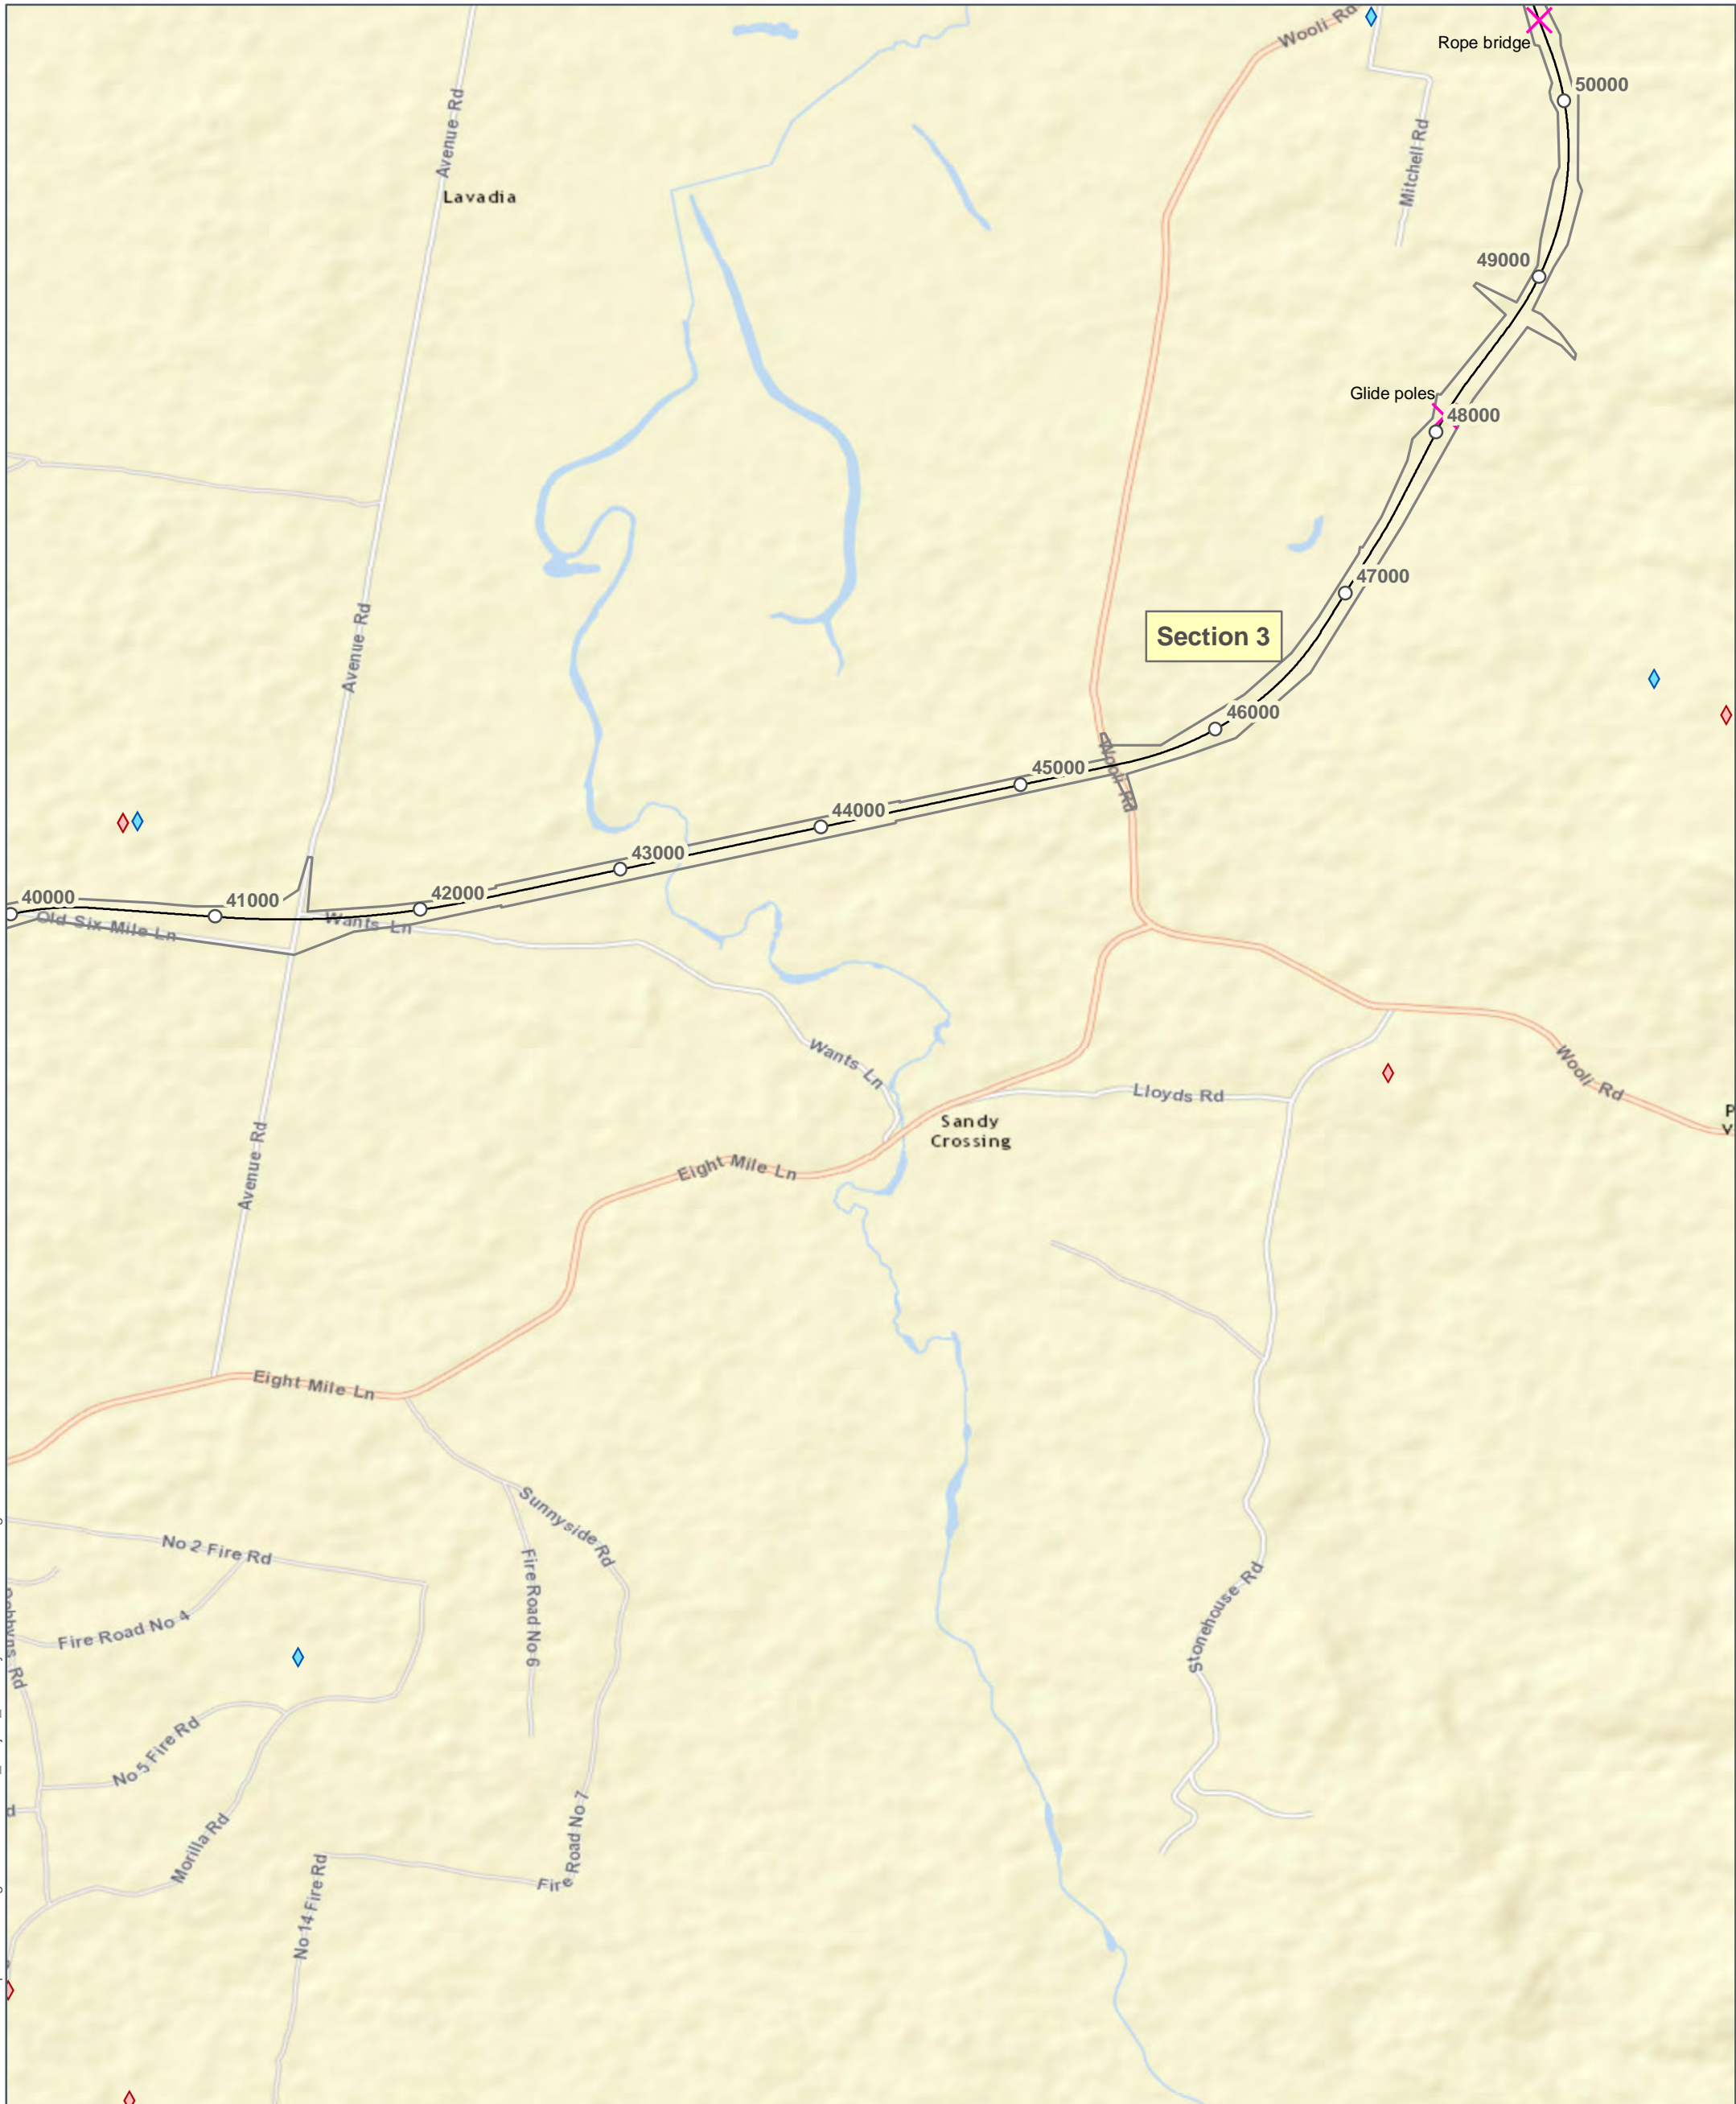 Wooli Rd
Rope bridge
50000
Avenue Rd
Mitchell Rd
Lavadia
49000
Glide poles
48000
47000
Section 3
Avenue Rd
46000
Wooli Rd
45000
44000
43000
42000
41000
40000
Old Six Mile Ln
Wants Ln
Wants Ln
Wooli Rd
Lloyds Rd
Sandy
Crossing
P
V
Avenue Rd
Eight Mile Ln
Eight Mile Ln
Sunnyside Rd
No 2 Fire Rd
Fire Road No 6
Fire Road No 4
Stonehouse Rd
Rd
No 5 Fire Rd
d
Morilla Rd
Fire Road No 7
No 14 Fire Rd